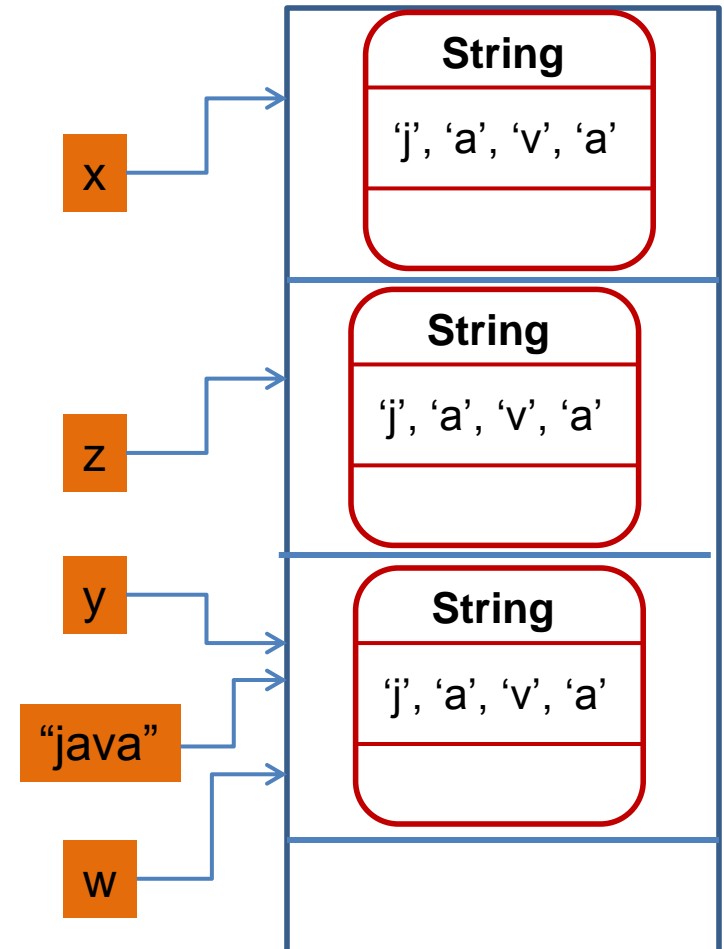 String
‘j’, ‘a’, ‘v’, ‘a’
x
String
‘j’, ‘a’, ‘v’, ‘a’
z
y
String
‘j’, ‘a’, ‘v’, ‘a’
“java”
w